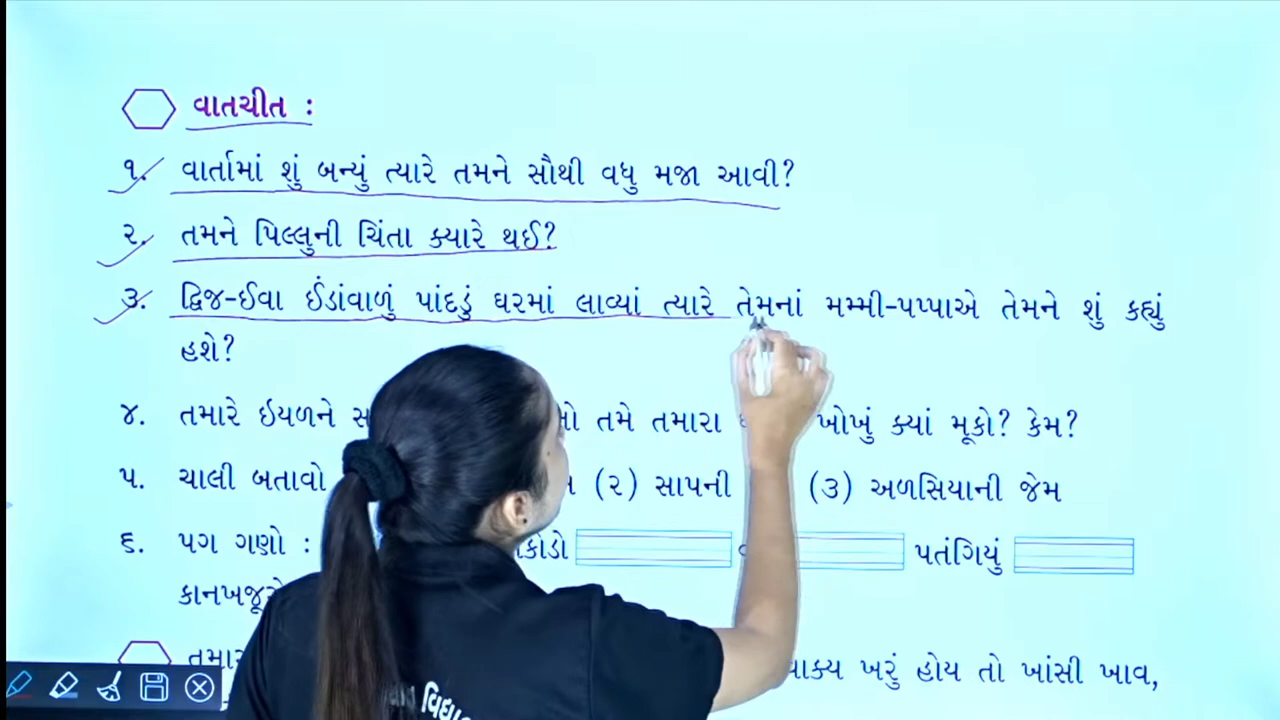 વાતચીત :
૧. વાર્તામાં શું બન્યું ત્યારે તમને સૌથી વધુ મજા આવી?
૨. તમને પિલ્લુની ચિંતા ક્યારે થઈ?
૩. દ્વિજ-ઈવા ઈંડાંવાળું પાંદડું ઘરમાં લાવ્યાં ત્યારે તેમનાં મમ્મી-પપ્પાએ તેમને શું કહ્યું
હશે?
૪. તમારે ઇયળને તમે તમારા ખોખું ક્યાં મૂકો? કેમ?
૫. ચાલી બતાવો (૨) સાપની (૩) અળસિયાની જેમ
૬. પગ ગણો : પતંગિયું
વાક્ય ખરું હોય તો ખાંસી ખાવ,